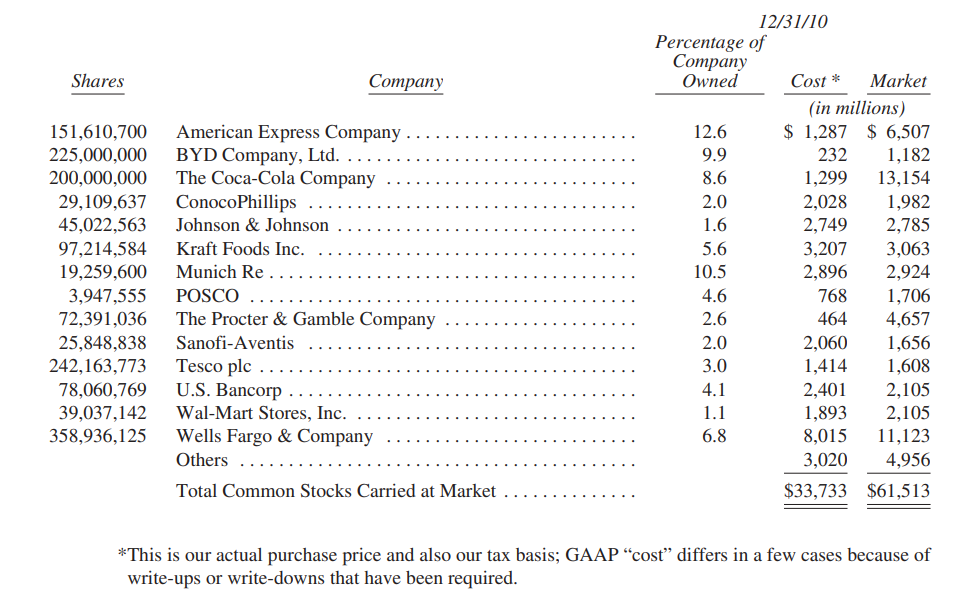 12/31/10
Percentage of
Company
Shares Company Owned Cost * Market
(in millions)
151,610,700 American Express Company . . . . . . . . . . . . . . . . . . . . . . . . 12.6 $ 1,287 $ 6,507
225,000,000 BYD Company, Ltd. . . . . . . . . . . . . . . . . . . . . . . . . . . . . . 9.9 232 1,182
200,000,000 The Coca-Cola Company . . . . . . . . . . . . . . . . . . . . . . . . . . 8.6 1,299 13,154
29,109,637 ConocoPhillips . . . . . . . . . . . . . . . . . . . . . . . . . . . . . . . . . . 2.0 2,028 1,982
45,022,563 Johnson & Johnson . . . . . . . . . . . . . . . . . . . . . . . . . . . . . . . 1.6 2,749 2,785
97,214,584 Kraft Foods Inc. . . . . . . . . . . . . . . . . . . . . . . . . . . . . . . . . . 5.6 3,207 3,063
19,259,600 Munich Re . . . . . . . . . . . . . . . . . . . . . . . . . . . . . . . . . . . . . . 10.5 2,896 2,924
3,947,555 POSCO . . . . . . . . . . . . . . . . . . . . . . . . . . . . . . . . . . . . . . . . 4.6 768 1,706
72,391,036 The Procter & Gamble Company . . . . . . . . . . . . . . . . . . . . 2.6 464 4,657
25,848,838 Sanofi-Aventis . . . . . . . . . . . . . . . . . . . . . . . . . . . . . . . . . . 2.0 2,060 1,656
242,163,773 Tesco plc . . . . . . . . . . . . . . . . . . . . . . . . . . . . . . . . . . . . . . . 3.0 1,414 1,608
78,060,769 U.S. Bancorp . . . . . . . . . . . . . . . . . . . . . . . . . . . . . . . . . . . . 4.1 2,401 2,105
39,037,142 Wal-Mart Stores, Inc. . . . . . . . . . . . . . . . . . . . . . . . . . . . . . 1.1 1,893 2,105
358,936,125 Wells Fargo & Company . . . . . . . . . . . . . . . . . . . . . . . . . . 6.8 8,015 11,123
Others . . . . . . . . . . . . . . . . . . . . . . . . . . . . . . . . . . . . . . . . . 3,020 4,956
Total Common Stocks Carried at Market . . . . . . . . . . . . . . $33,733 $61,513
*This is our actual purchase price and also our tax basis; GAAP “cost” differs in a few cases because of
write-ups or write-downs that have been required.